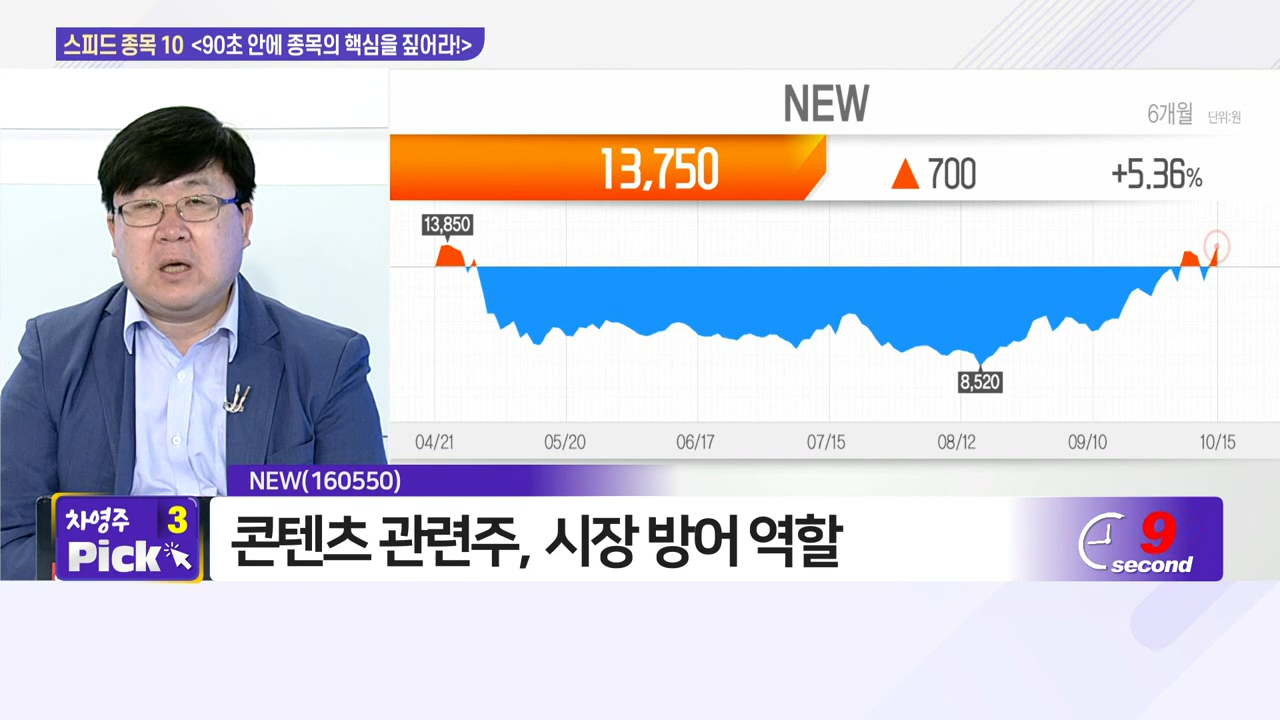 스피드 종목 10 <90초 안에 종목의 핵심을 짚어라!>
NEW
6개월 단위:원
13,750 ▲ 700 +5.36%
13,850
8,520
04/21 05/20 06/17 07/15 08/12 09/10 10/15
NEW(160550)
차영주 3
Pick
콘텐츠 관련주, 시장 방어 역할
9
second